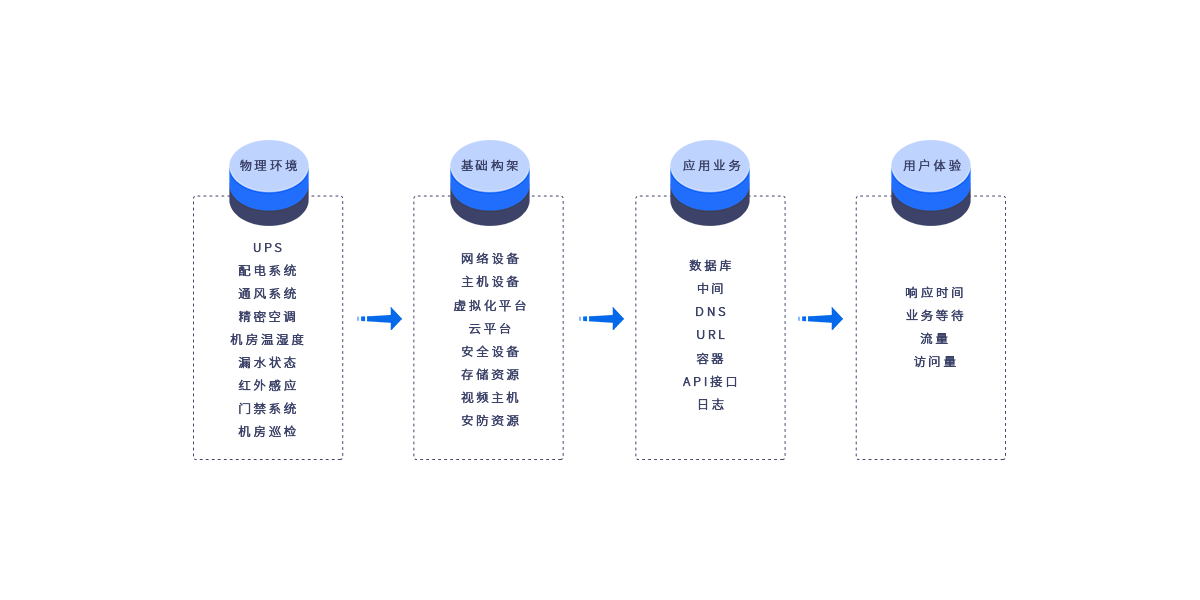 物理环境
UPS
配电系统
通风系统
精密空调
机房温湿度
漏水状态
红外感应
门禁系统
机房巡检
基础构架
网络设备
主机设备
虚拟化平台
云平台
安全设备
存储资源
视频主机
安防资源
应用业务
数据库
中间
DNS
URL
容器
API接口
日志
用户体验
响应时间
业务等待
流量
访问量